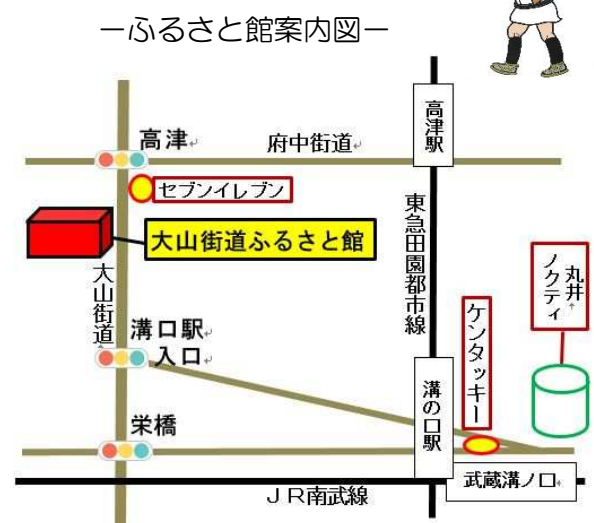 ーふるさと館案内図ー
高津
府中街道
高津駅
セブンイレブン
大山街道ふるさと館
東急田園都市線
丸井
ノクティ
大山街道
溝口駅
入口
ケンタッキー
溝の口駅
栄橋
武蔵溝ノ口
JR南武線